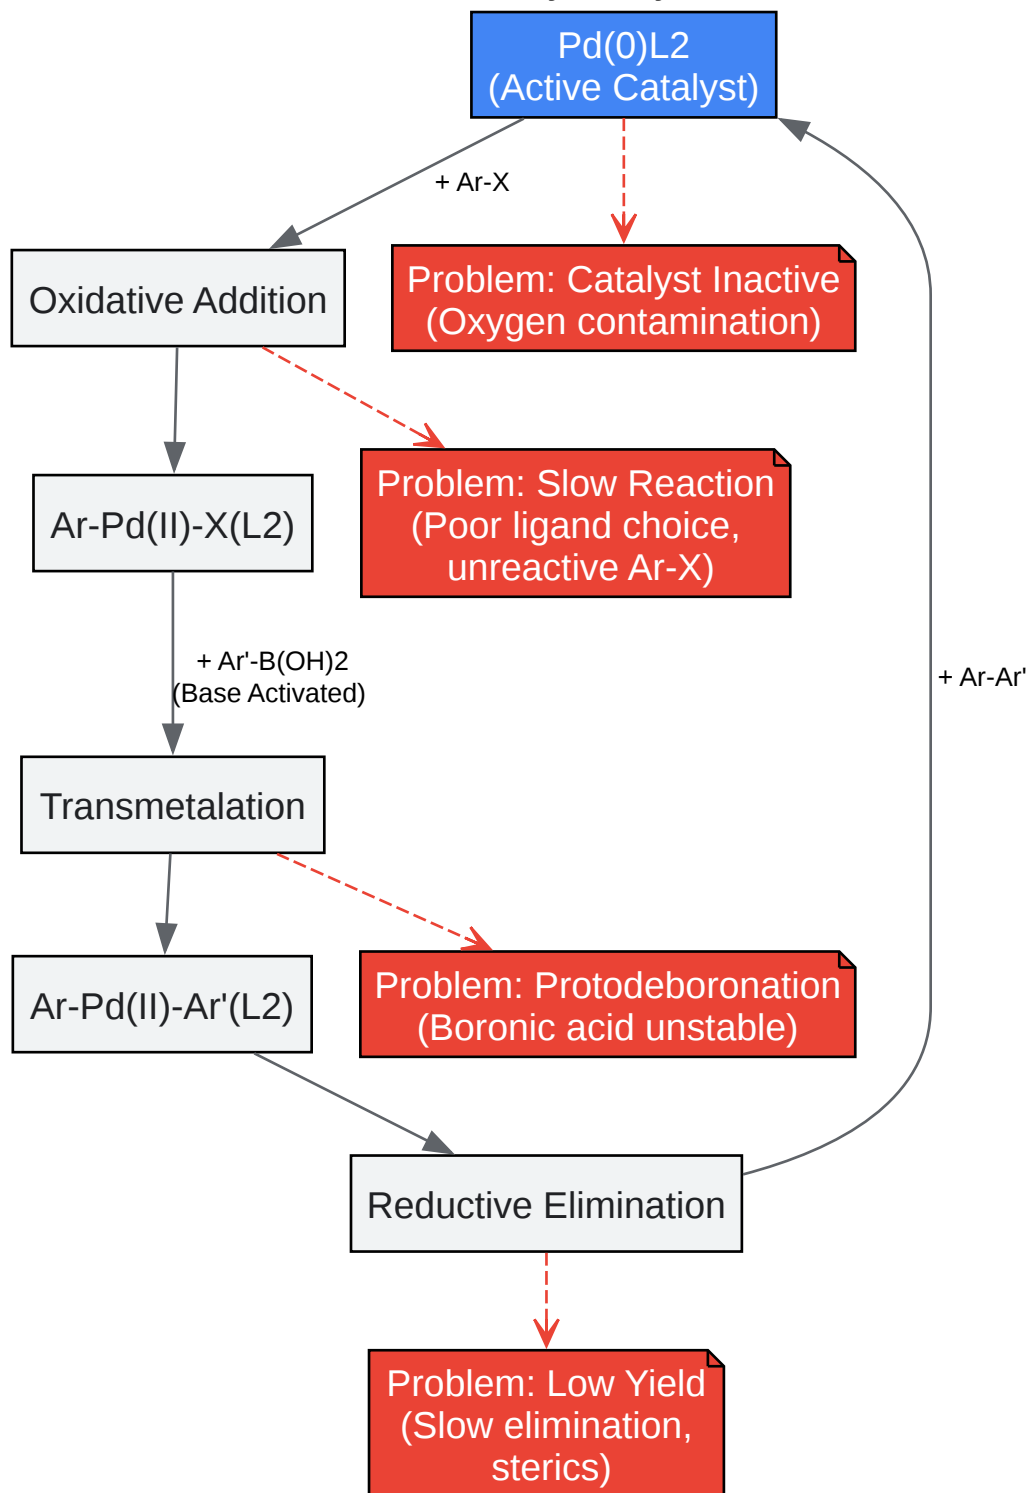 Pd(0)L2
(Active Catalyst)
+ Ar-X
Oxidative Addition
Problem: Catalyst Inactive
(Oxygen contamination)
Ar-Pd(II)-X(L2)
Problem: Slow Reaction
(Poor ligand choice,
unreactive Ar-X)
+ Ar'-B(OH)2
(Base Activated)
+ Ar-Ar'
Transmetalation
Ar-Pd(II)-Ar'(L2)
Problem: Protodeboronation
(Boronic acid unstable)
Reductive Elimination
Problem: Low Yield
(Slow elimination,
sterics)